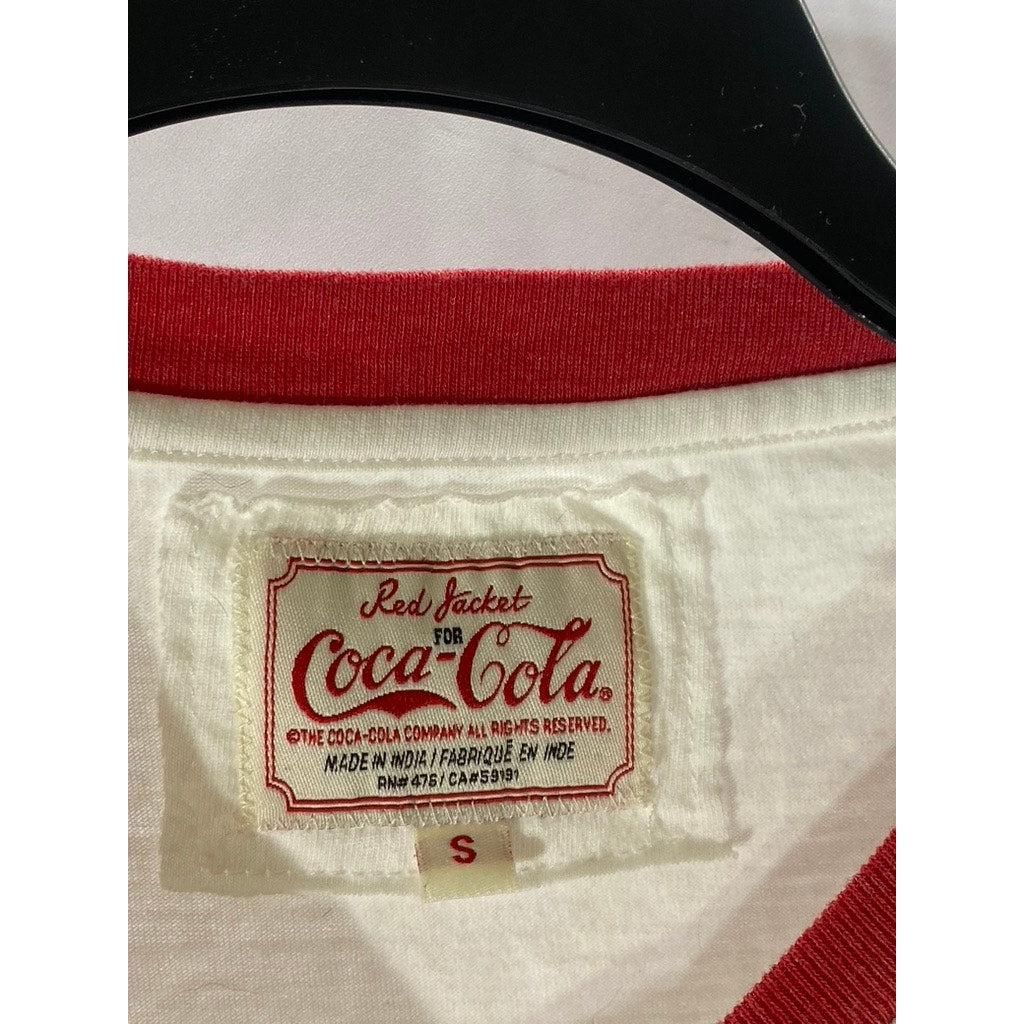 Red Jacket
FOR
Coca-Cola®
©THE COCA-COLA COMPANY ALL RIGHTS RESERVED.
MADE IN INDIA / FABRIQUÉ EN INDE
RN# 476 / CA#59191
S